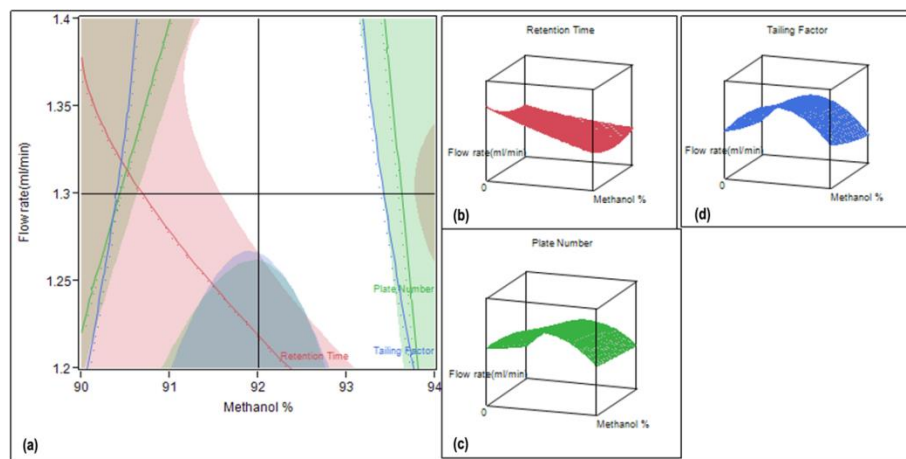 1.4
1.35
1.3
1.25
1.2
Flow rate(ml/min)
90
91
92
93
94
Methanol %
Plate Number
Tailing Factor
Retention Time
(a)
Retention Time
Flow rate(ml/min)
0
Methanol %
(b)
Tailing Factor
Flow rate(ml/min)
0
Methanol %
(d)
Plate Number
Flow rate(ml/min)
0
Methanol %
(c)